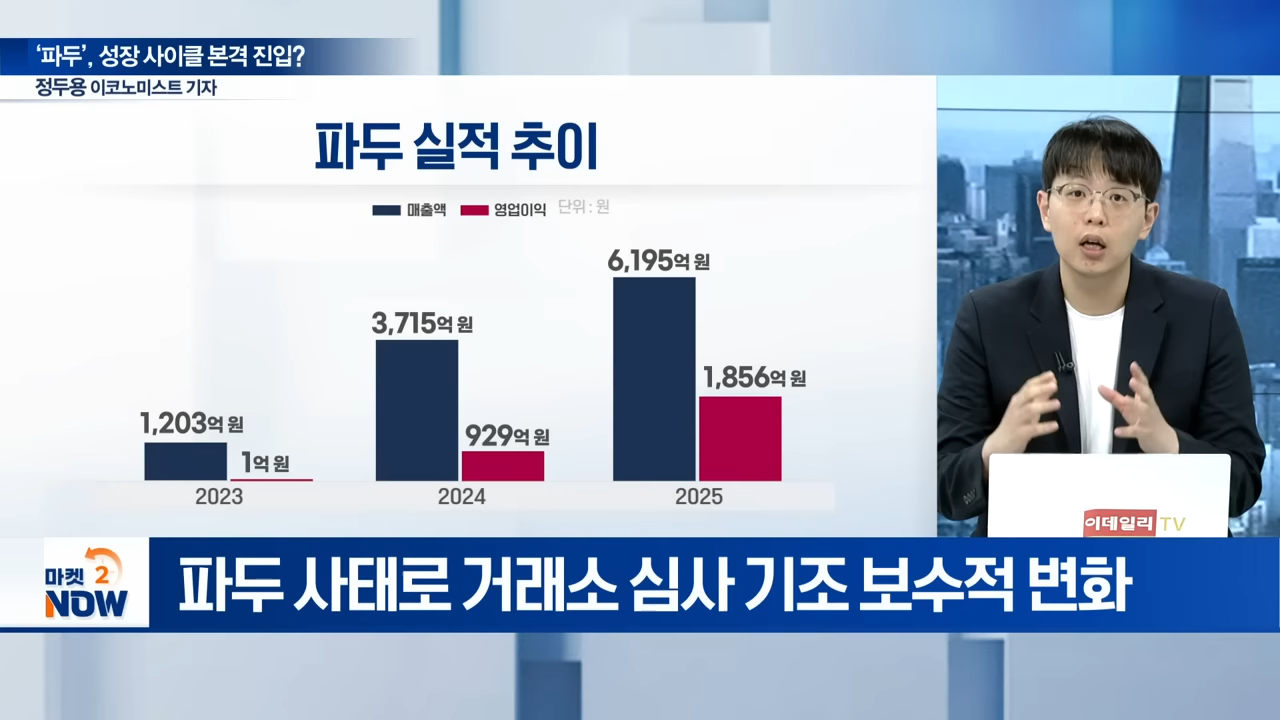 ‘파두’, 성장 사이클 본격 진입?
정두용 이코노미스트 기자
파두 실적 추이
매출액 영업이익 단위 : 원
1,203억 원
1억 원
3,715억 원
929억 원
6,195억 원
1,856억 원
2023 2024 2025
이데일리 TV
마켓 2
NOW
파두 사태로 거래소 심사 기조 보수적 변화